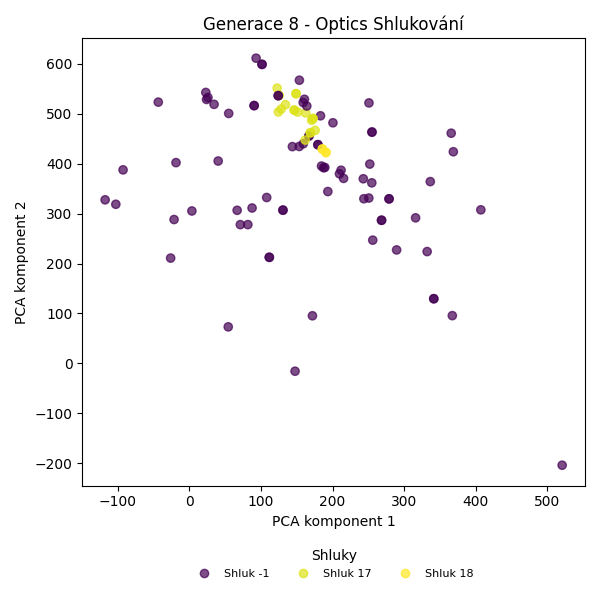 Generace 8 - Optics Shlukování
PCA komponent 2
600
500
400
300
200
100
0
−100
−200
−100 0 100 200 300 400 500
PCA komponent 1
Shluky
Shluk -1 Shluk 17 Shluk 18